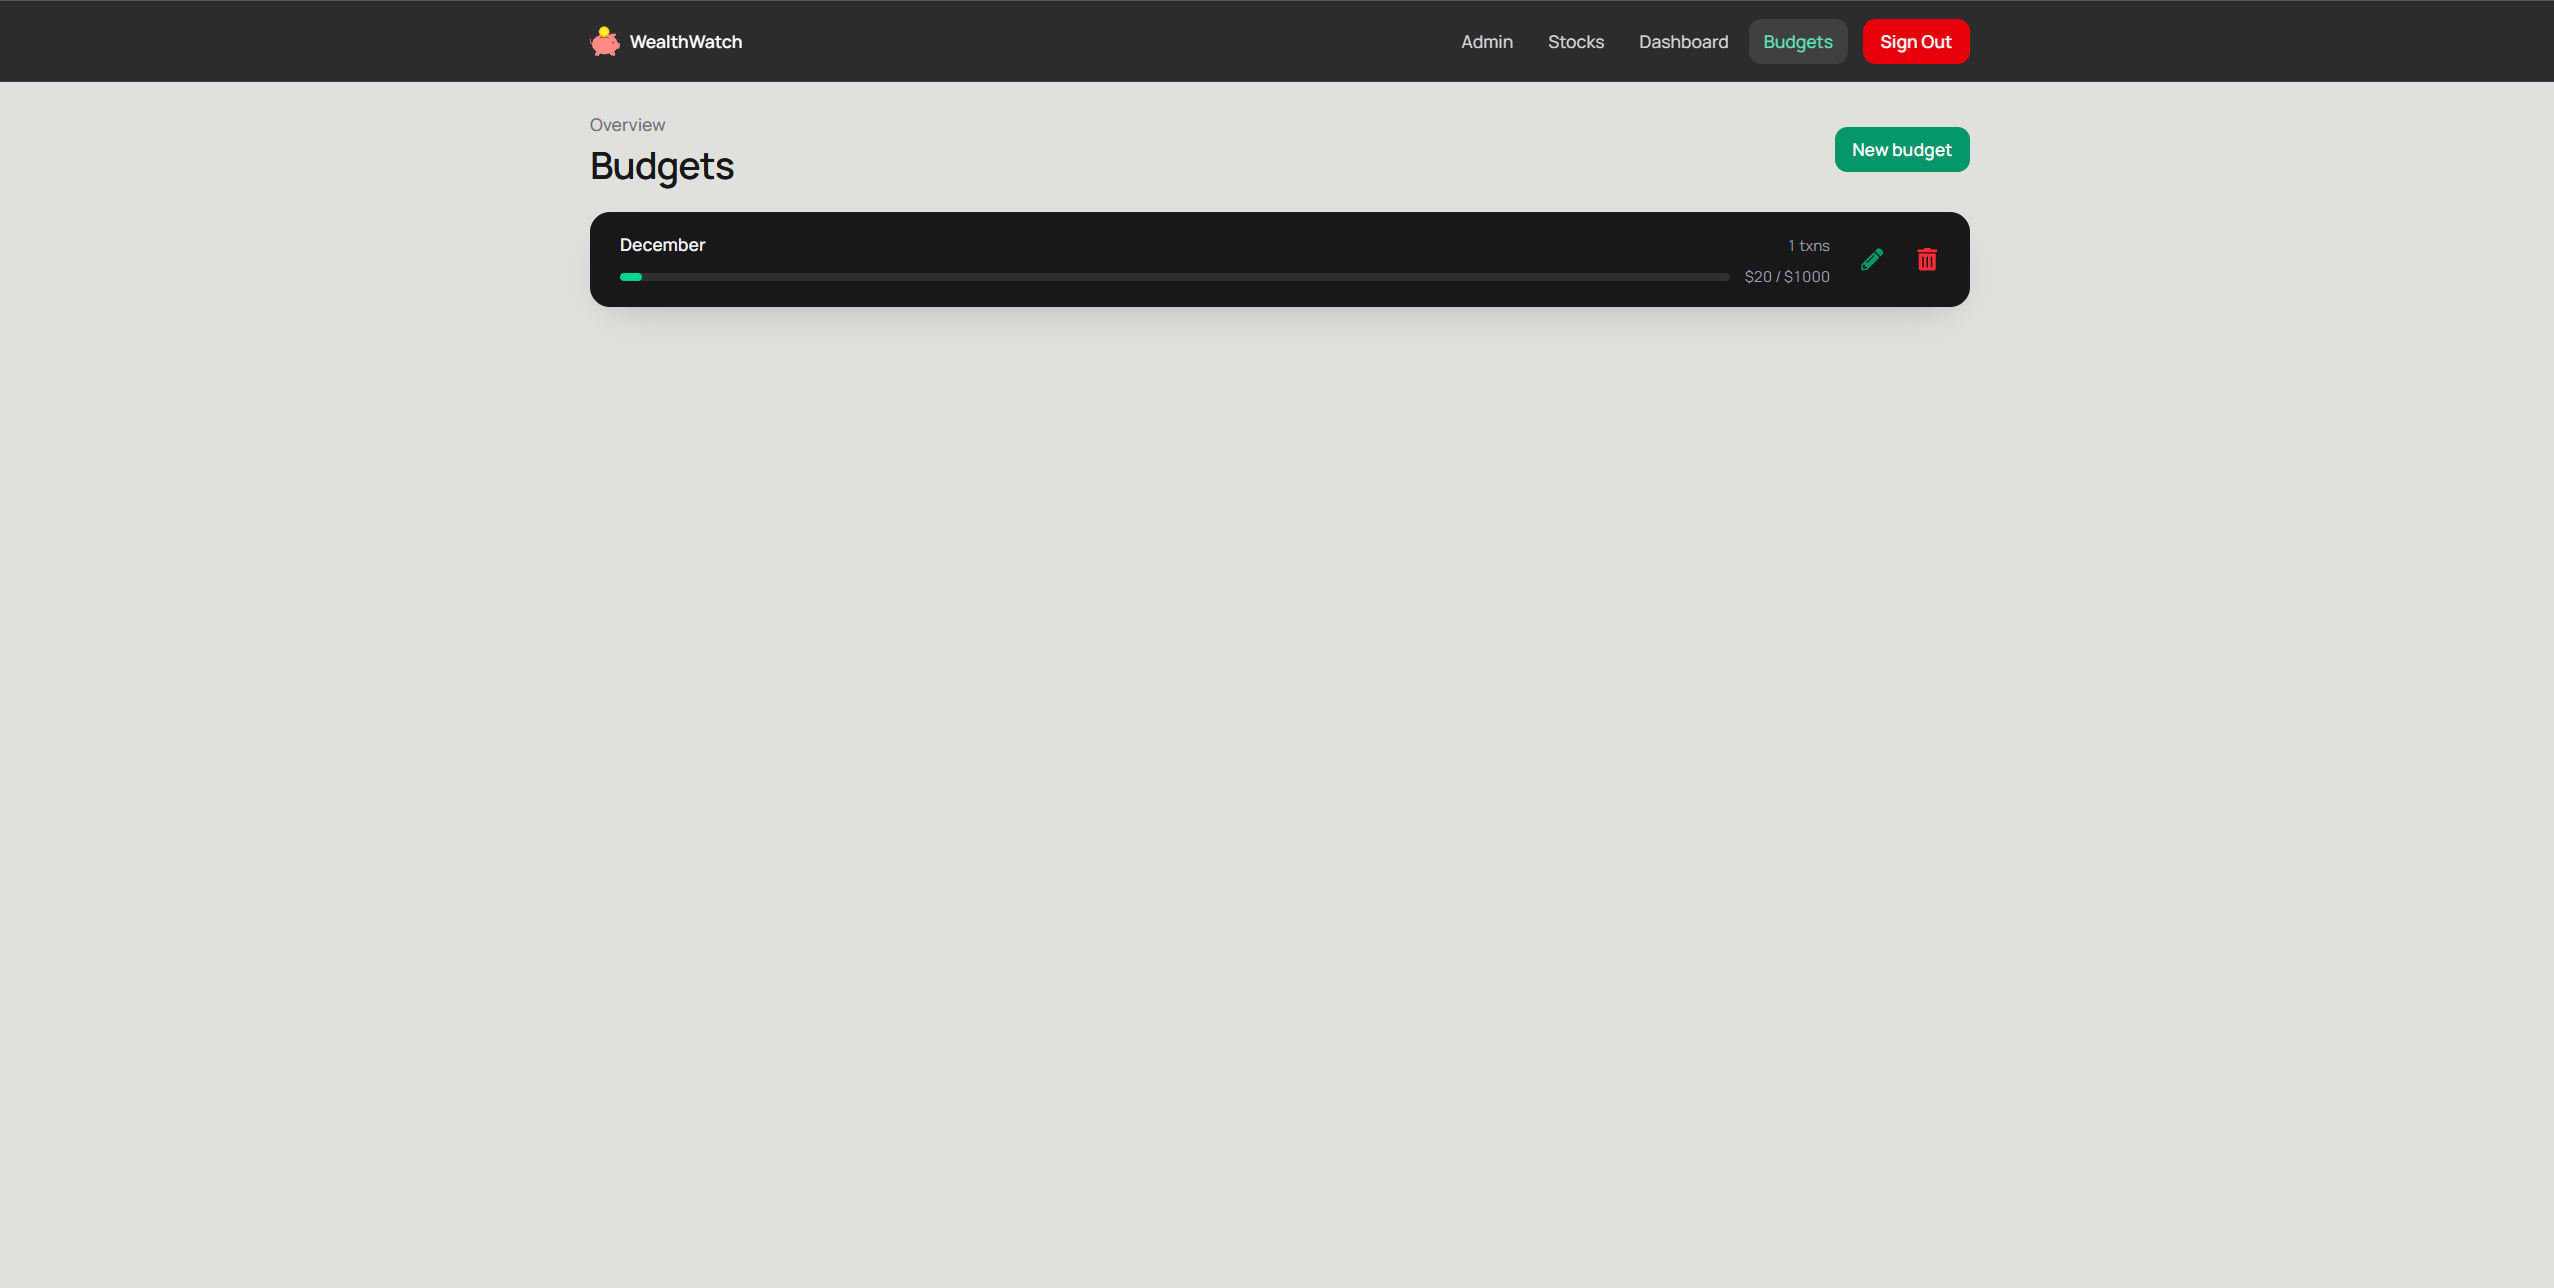 WealthWatch
Admin Stocks Dashboard Budgets Sign Out
Overview
Budgets
New budget
December
1 txns
$20 / $1000